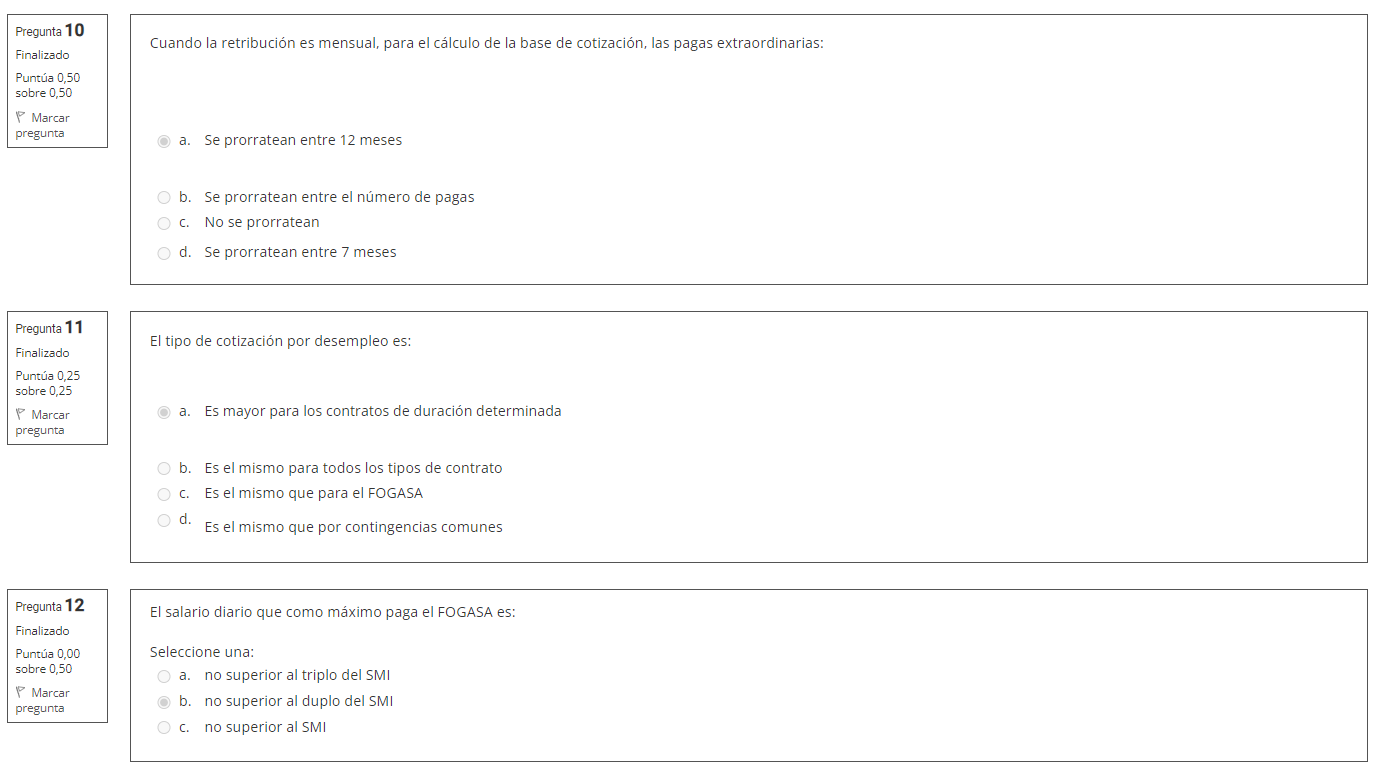 Pregunta 10
Finalizado
Puntúa 0,50
sobre 0,50
Marcar
pregunta
Cuando la retribución es mensual, para el cálculo de la base de cotización, las pagas extraordinarias:
a. Se prorratean entre 12 meses
b. Se prorratean entre el número de pagas
c. No se prorratean
d. Se prorratean entre 7 meses
Pregunta 11
Finalizado
Puntúa 0,25
sobre 0,25
Marcar
pregunta
El tipo de cotización por desempleo es:
a. Es mayor para los contratos de duración determinada
b. Es el mismo para todos los tipos de contrato
c. Es el mismo que para el FOGASA
d. Es el mismo que por contingencias comunes
Pregunta 12
Finalizado
Puntúa 0,00
sobre 0,50
Marcar
pregunta
El salario diario que como máximo paga el FOGASA es:
Seleccione una:
a. no superior al triplo del SMI
b. no superior al duplo del SMI
c. no superior al SMI